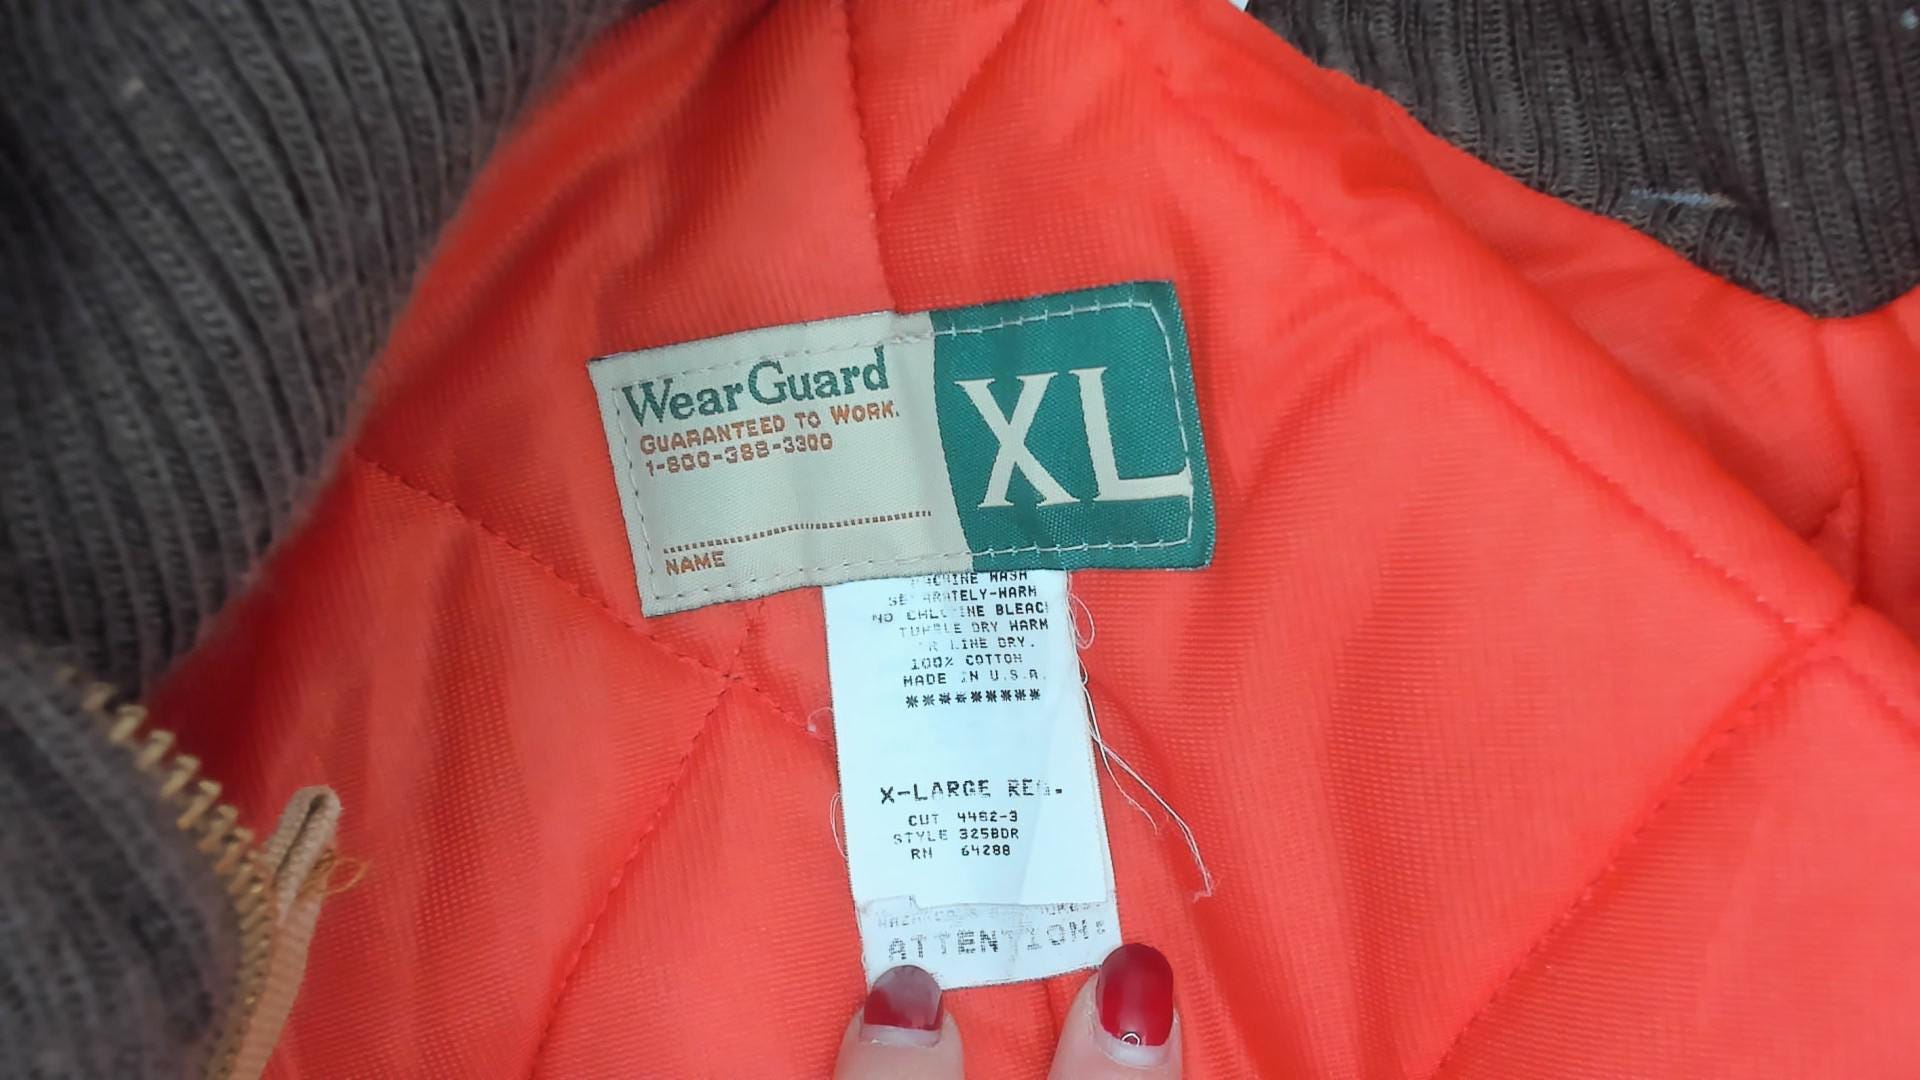 WearGuard
GUARANTEED TO WORK.
1-800-388-3300
NAME
XL
MACHINE WASH
SEPARATELY-WARM
NO CHLORINE BLEACH
TUMBLE DRY WARM
OR LINE DRY.
100% COTTON
MADE IN U.S.A.
*********
X-LARGE REG.
CUT 4482-3
STYLE 325BDR
RN 64288
ATTENTION: